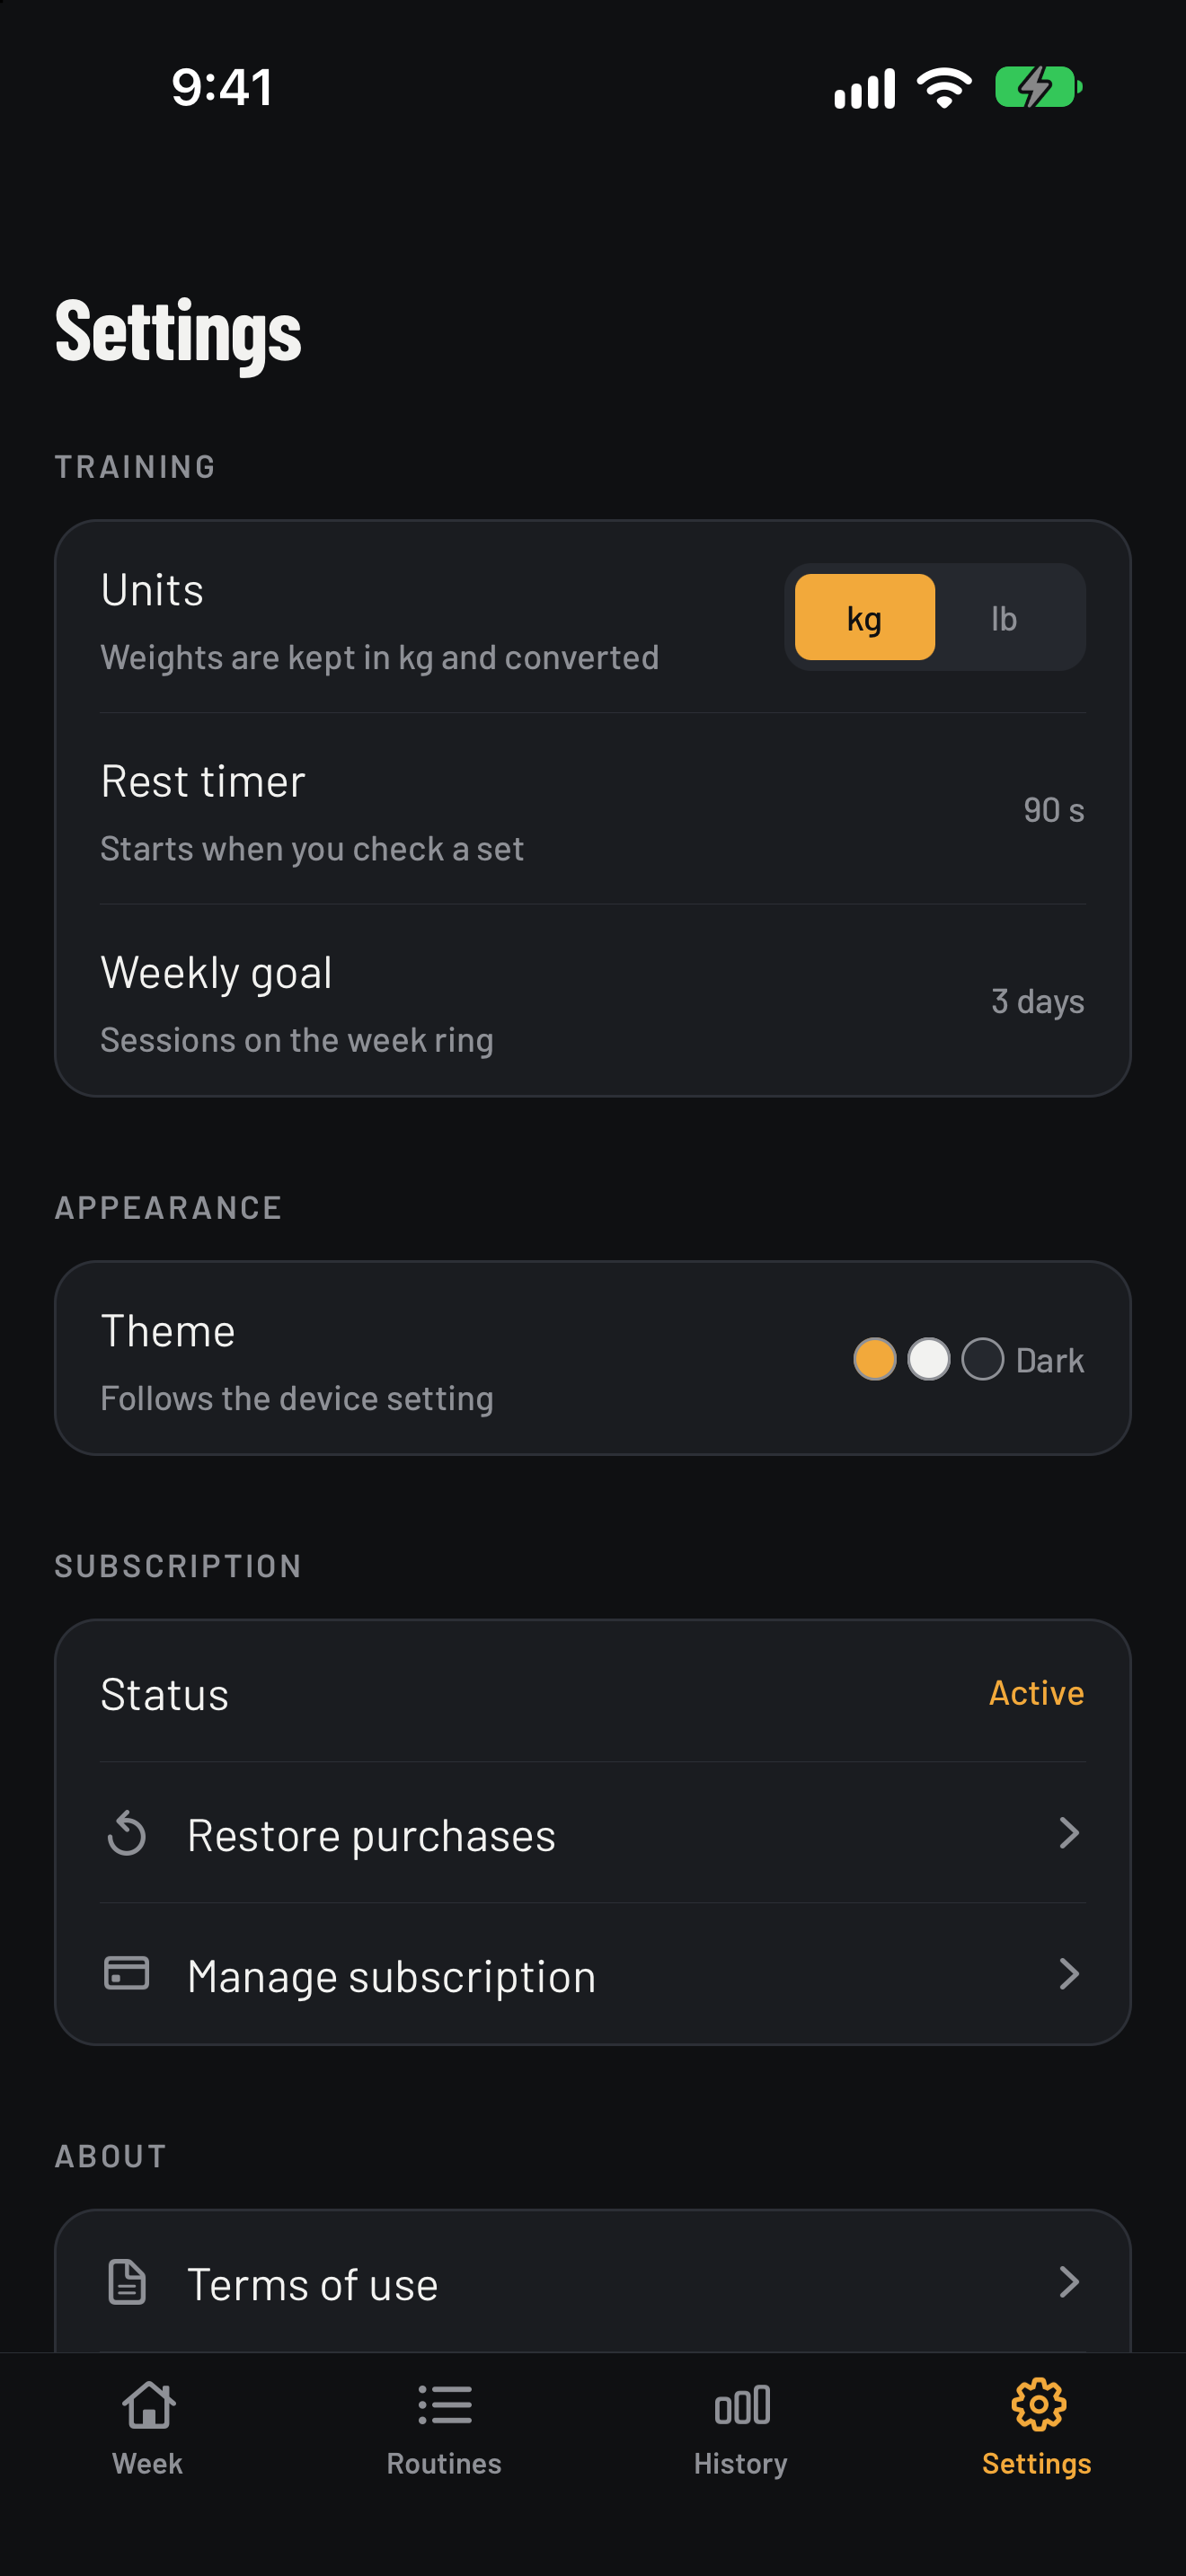 9:41
Settings
TRAINING
Units
kg
lb
Weights are kept in kg and converted
Rest timer
90 s
Starts when you check a set
Weekly goal
3 days
Sessions on the week ring
APPEARANCE
Theme
Dark
Follows the device setting
SUBSCRIPTION
Status
Active
Restore purchases
Manage subscription
ABOUT
Terms of use
Week
Routines
History
Settings